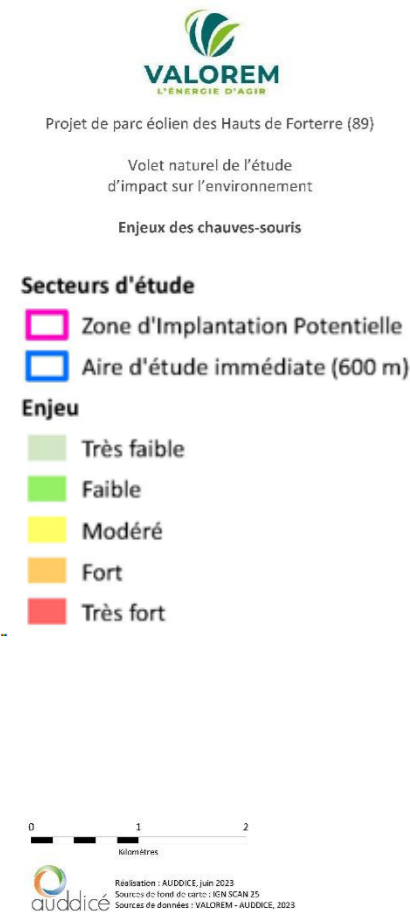 VALOREM
L'ÉNERGIE D'AGIR
Projet de parc éolien des Hauts de Forterre (89)
Volet naturel de l'étude
d'impact sur l'environnement
Enjeux des chauves-souris
Secteurs d'étude
Zone d'Implantation Potentielle
Aire d'étude immédiate (600 m)
Enjeu
Très faible
Faible
Modéré
Fort
Très fort
0 1 2
Kilomètres
auddicé
Réalisation : AUDDICE, juin 2023
Sources de fond de carte : IGN SCAN 25
Sources de données : VALOREM - AUDDICE, 2023